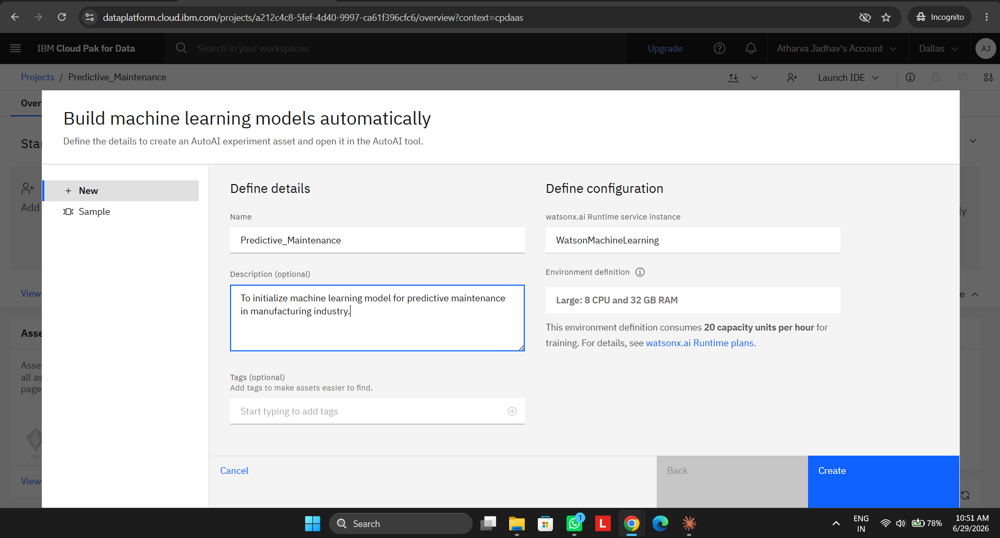 dataplatform.cloud.ibm.com/projects/a212c4c8-5fef-4d40-9997-ca61f396cfc6/overview?context=cpdaas
Incognito
IBM Cloud Pak for Data
Search in your workspaces
Upgrade
Atharva Jadhav's Account
Dallas
AJ
Projects / Predictive_Maintenance
Launch IDE
Over
Build machine learning models automatically
Define the details to create an AutoAI experiment asset and open it in the AutoAI tool.
Star
Add
ly
View
e
Asse
Asse
all as
page
View
+ New
Sample
Define details
Name
Predictive_Maintenance
Description (optional)
To initialize machine learning model for predictive maintenance
in manufacturing industry.
Tags (optional)
Add tags to make assets easier to find.
Start typing to add tags
Define configuration
watsonx.ai Runtime service instance
WatsonMachineLearning
Environment definition
Large: 8 CPU and 32 GB RAM
This environment definition consumes 20 capacity units per hour for
training. For details, see watsonx.ai Runtime plans.
Cancel
Back
Create
Search
1
L
ENG
IN
78%
10:51 AM
6/29/2026